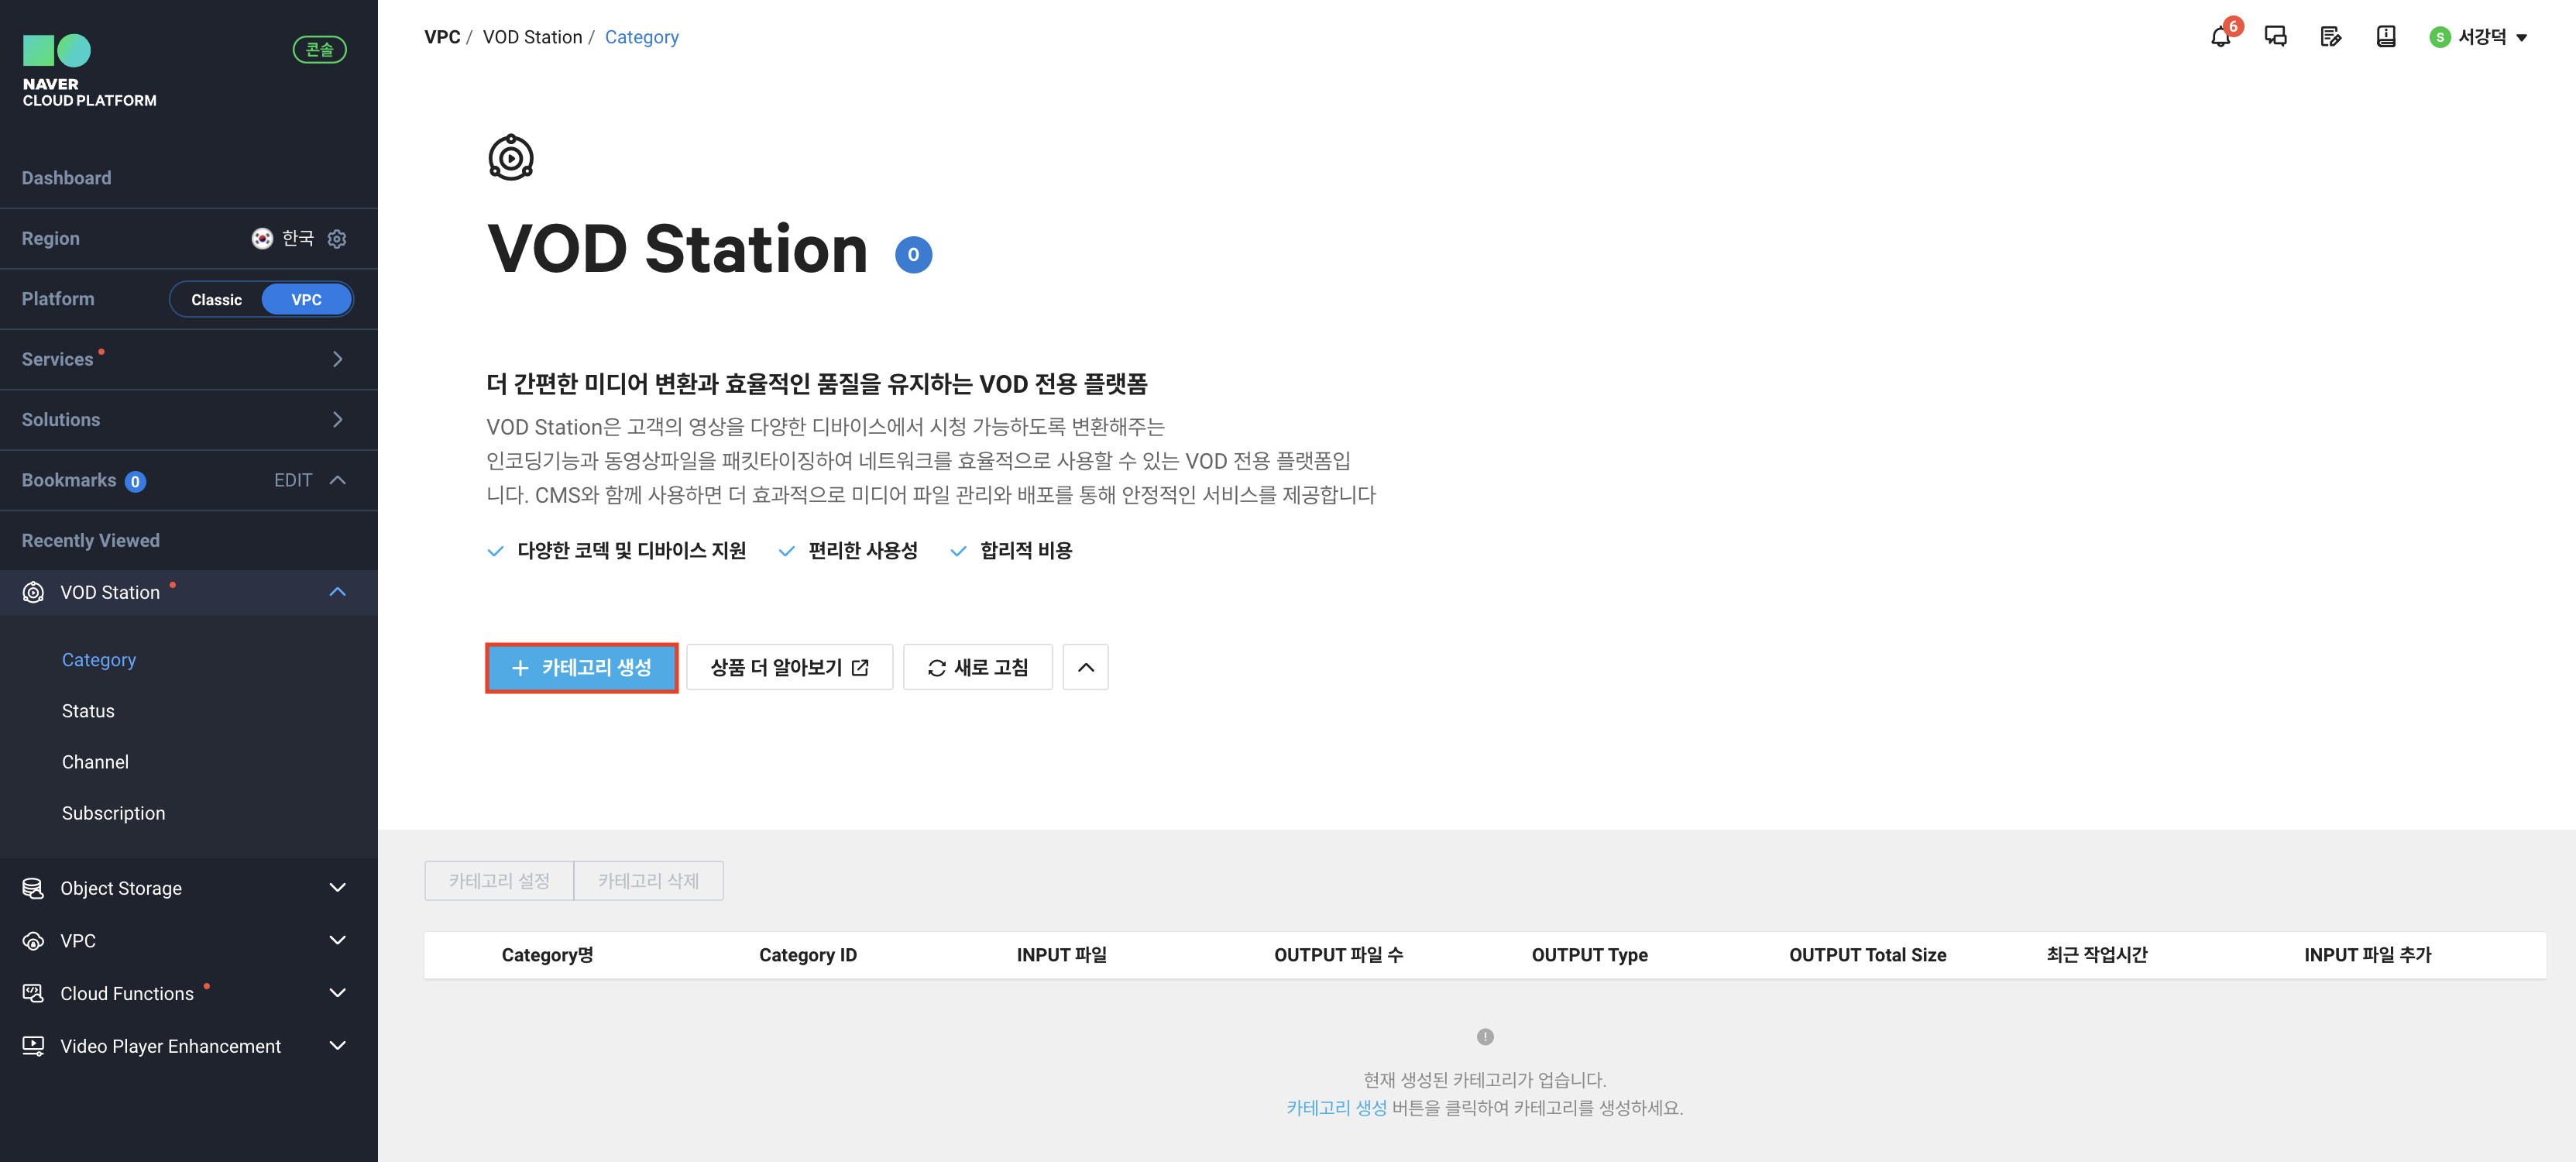 콘솔
NAVER
CLOUD PLATFORM
Dashboard
Region 한국
Platform Classic VPC
Services
Solutions
Bookmarks 0 EDIT
Recently Viewed
VOD Station
Category
Status
Channel
Subscription
Object Storage
VPC
Cloud Functions
Video Player Enhancement
VPC / VOD Station / Category
6
S 서강덕
VOD Station 0
더 간편한 미디어 변환과 효율적인 품질을 유지하는 VOD 전용 플랫폼
VOD Station은 고객의 영상을 다양한 디바이스에서 시청 가능하도록 변환해주는
인코딩기능과 동영상파일을 패킷타이징하여 네트워크를 효율적으로 사용할 수 있는 VOD 전용 플랫폼입
니다. CMS와 함께 사용하면 더 효과적으로 미디어 파일 관리와 배포를 통해 안정적인 서비스를 제공합니다
다양한 코덱 및 디바이스 지원 편리한 사용성 합리적 비용
+ 카테고리 생성 상품 더 알아보기 새로 고침
카테고리 설정 카테고리 삭제
Category명 Category ID INPUT 파일 OUTPUT 파일 수 OUTPUT Type OUTPUT Total Size 최근 작업시간 INPUT 파일 추가
현재 생성된 카테고리가 업습니다.
카테고리 생성 버튼을 클릭하여 카테고리를 생성하세요.